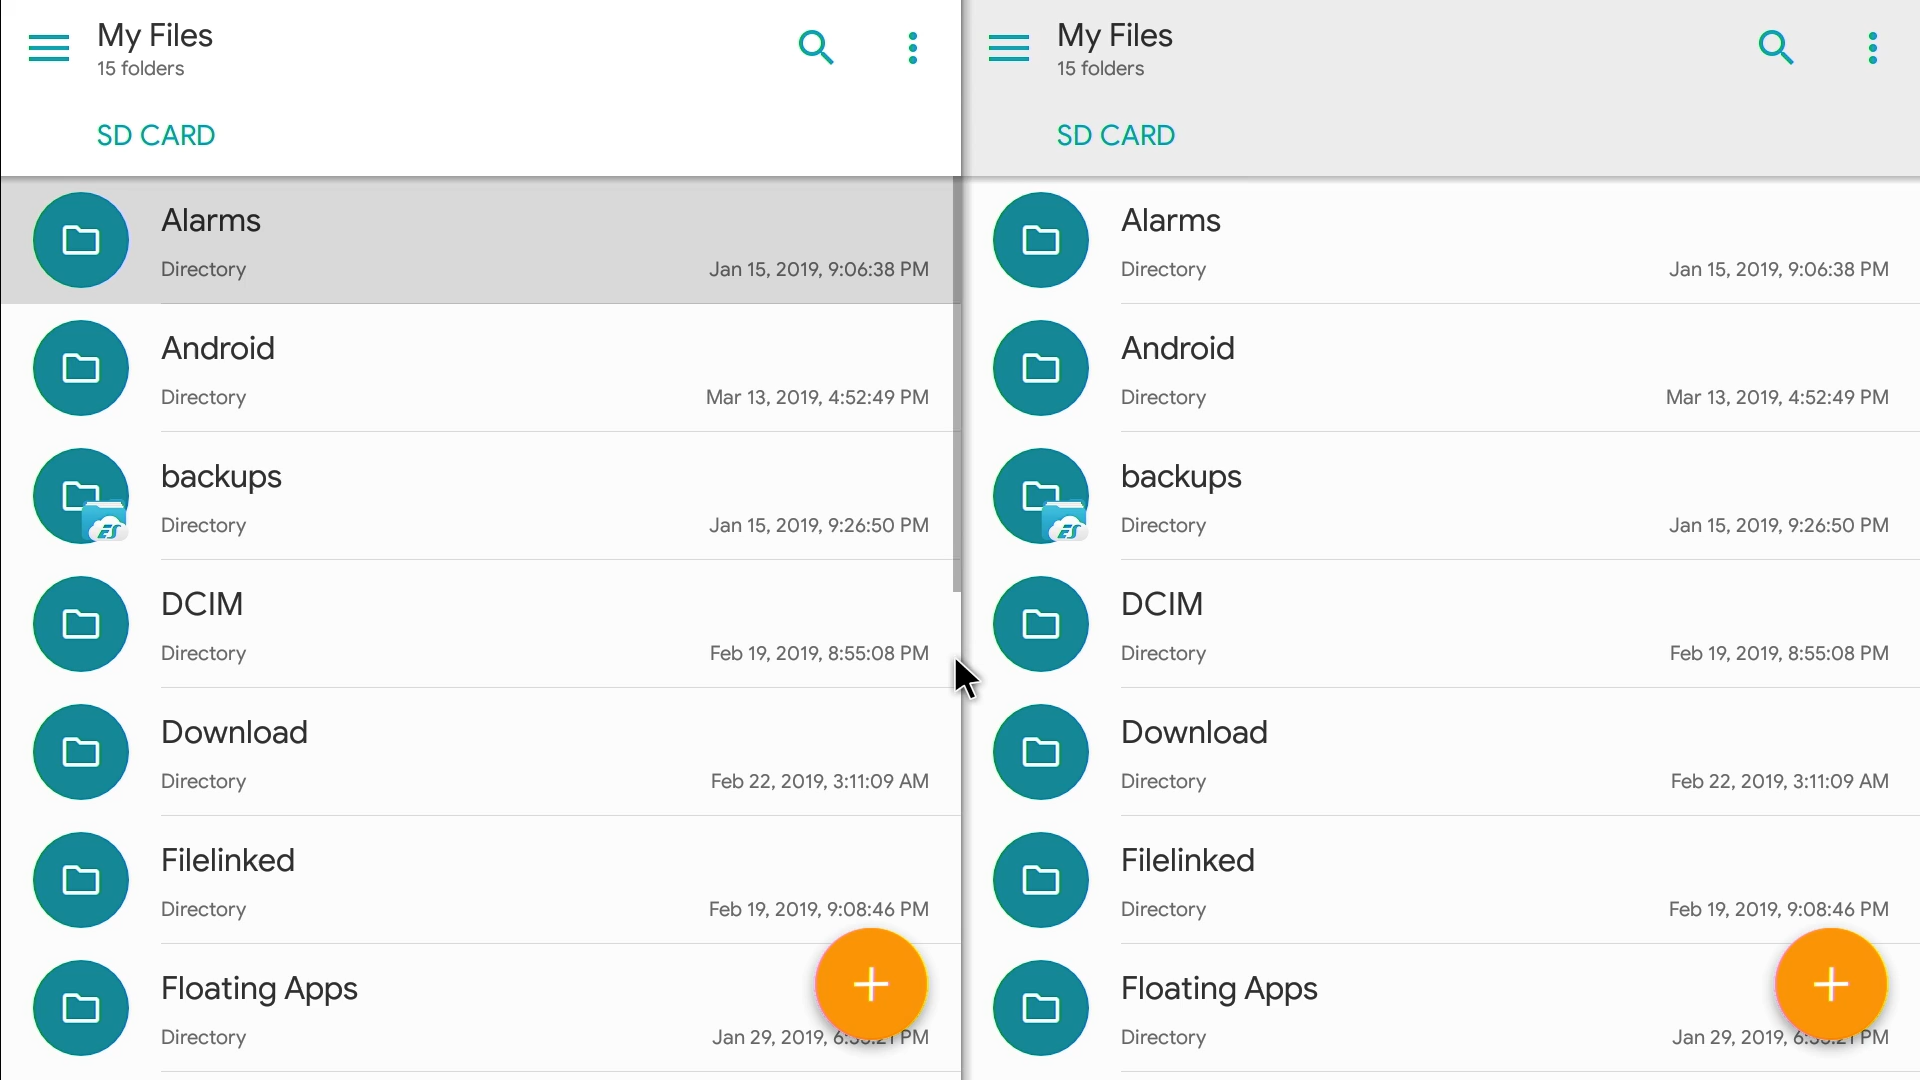 My Files
15 folders
SD CARD
Alarms
Directory
Jan 15, 2019, 9:06:38 PM
Android
Directory
Mar 13, 2019, 4:52:49 PM
backups
ES
Directory
Jan 15, 2019, 9:26:50 PM
DCIM
Directory
Feb 19, 2019, 8:55:08 PM
Download
Directory
Feb 22, 2019, 3:11:09 AM
Filelinked
Directory
Feb 19, 2019, 9:08:46 PM
Floating Apps
Directory
Jan 29, 2019, PM
My Files
15 folders
SD CARD
Alarms
Directory
Jan 15, 2019, 9:06:38 PM
Android
Directory
Mar 13, 2019, 4:52:49 PM
backups
ES
Directory
Jan 15, 2019, 9:26:50 PM
DCIM
Directory
Feb 19, 2019, 8:55:08 PM
Download
Directory
Feb 22, 2019, 3:11:09 AM
Filelinked
Directory
Feb 19, 2019, 9:08:46 PM
Floating Apps
Directory
Jan 29, 2019, PM